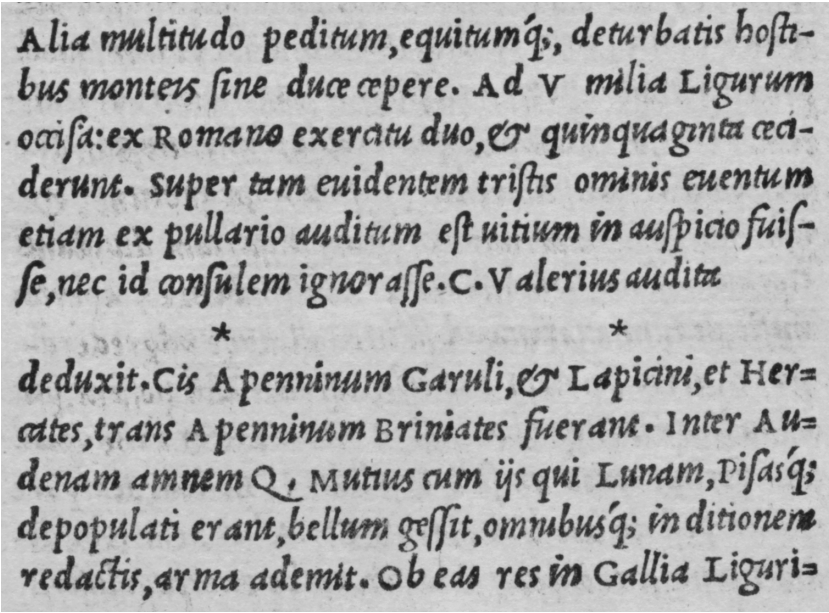 Alia multitudo peditum, equitumq́;, deturbatis hosti-
bus monteis sine duce cepere. Ad V milia Ligurum
occisa: ex Romano exercitu duo, & quinquaginta ceci-
derunt. Super tam euidentem tristis ominis euentum
etiam ex pullario auditum est uitium in auspicio fuis-
se, nec id consulem ignorasse. C. Valerius audita
* *
deduxit. Cis Apenninum Garuli, & Lapicini, et Her=
cates, trans Apenninum Briniates fuerant. Inter Au=
denam amnem Q. Mutius cum ijs qui Lunam, Pisasq́;
depopulati erant, bellum gessit, omnibusq́; in ditionem
redactis, arma ademit. Ob eas res in Gallia Liguri=